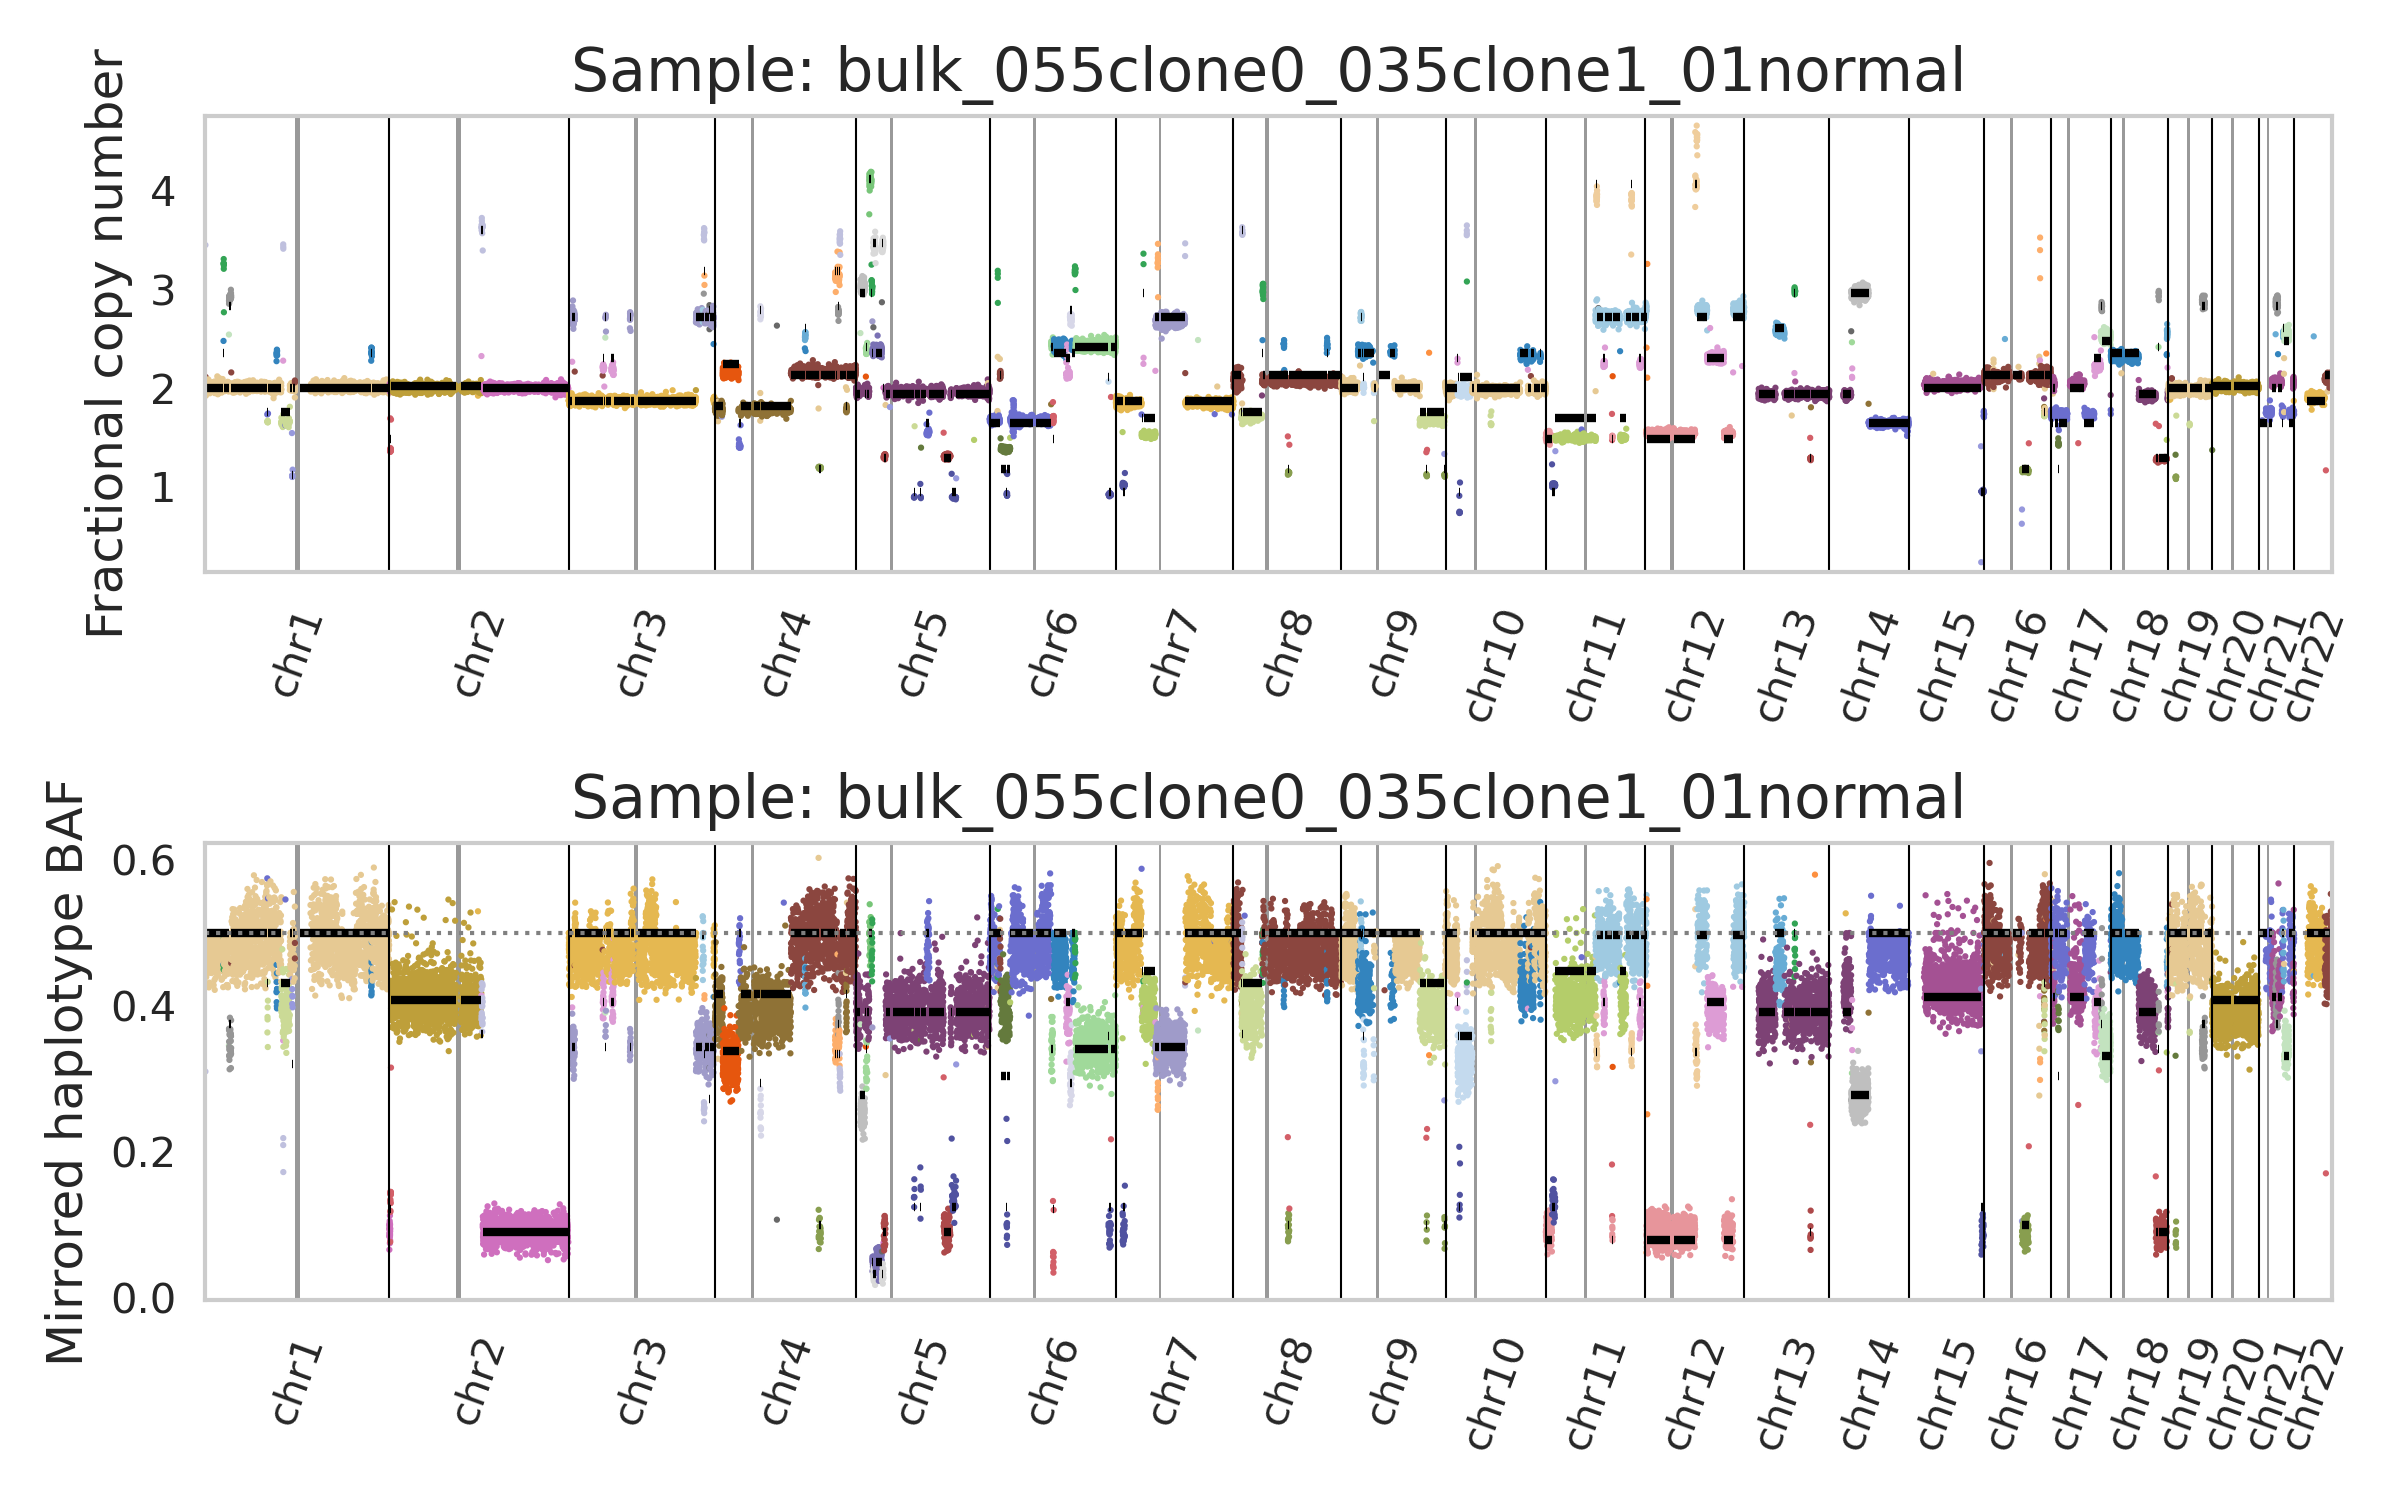 Sample: bulk_055clone0_035clone1_01normal
Fractional copy number
4
3
2
1
chr1 chr2 chr3 chr4 chr5 chr6 chr7 chr8 chr9 chr10 chr11 chr12 chr13 chr14 chr15 chr16 chr17 chr18 chr19 chr20 chr21 chr22
Sample: bulk_055clone0_035clone1_01normal
Mirrored haplotype BAF
0.6
0.4
0.2
0.0
chr1 chr2 chr3 chr4 chr5 chr6 chr7 chr8 chr9 chr10 chr11 chr12 chr13 chr14 chr15 chr16 chr17 chr18 chr19 chr20 chr21 chr22